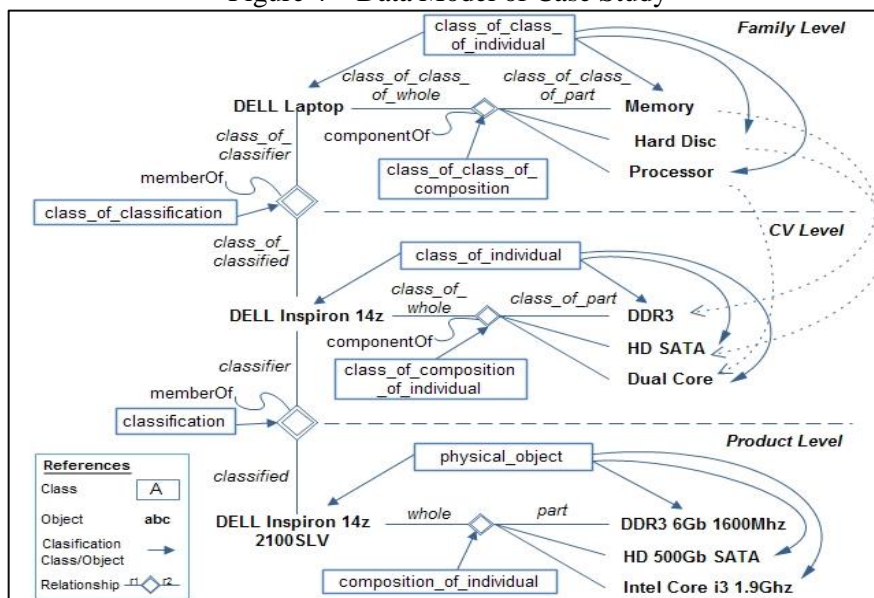 Figure 4 – Data Model of Case Study
class_of_class_
of_individual
Family Level
class_of_class_
of_whole
class_of_class_
of_part
DELL Laptop
Memory
componentOf
Hard Disc
class_of_
classifier
Processor
memberOf
class_of_class_of_
composition
class_of_classification
CV Level
class_of_
classified
class_of_individual
class_of_
whole
class_of_part
DELL Inspiron 14z
DDR3
componentOf
HD SATA
classifier
class_of_composition
_of_individual
Dual Core
memberOf
classification
Product Level
physical_object
References
classified
Class
A
whole
part
Object
abc
DELL Inspiron 14z
2100SLV
DDR3 6Gb 1600Mhz
Clasification
Class/Object
HD 500Gb SATA
Relationship
r1
r2
composition_of_individual
Intel Core i3 1.9Ghz